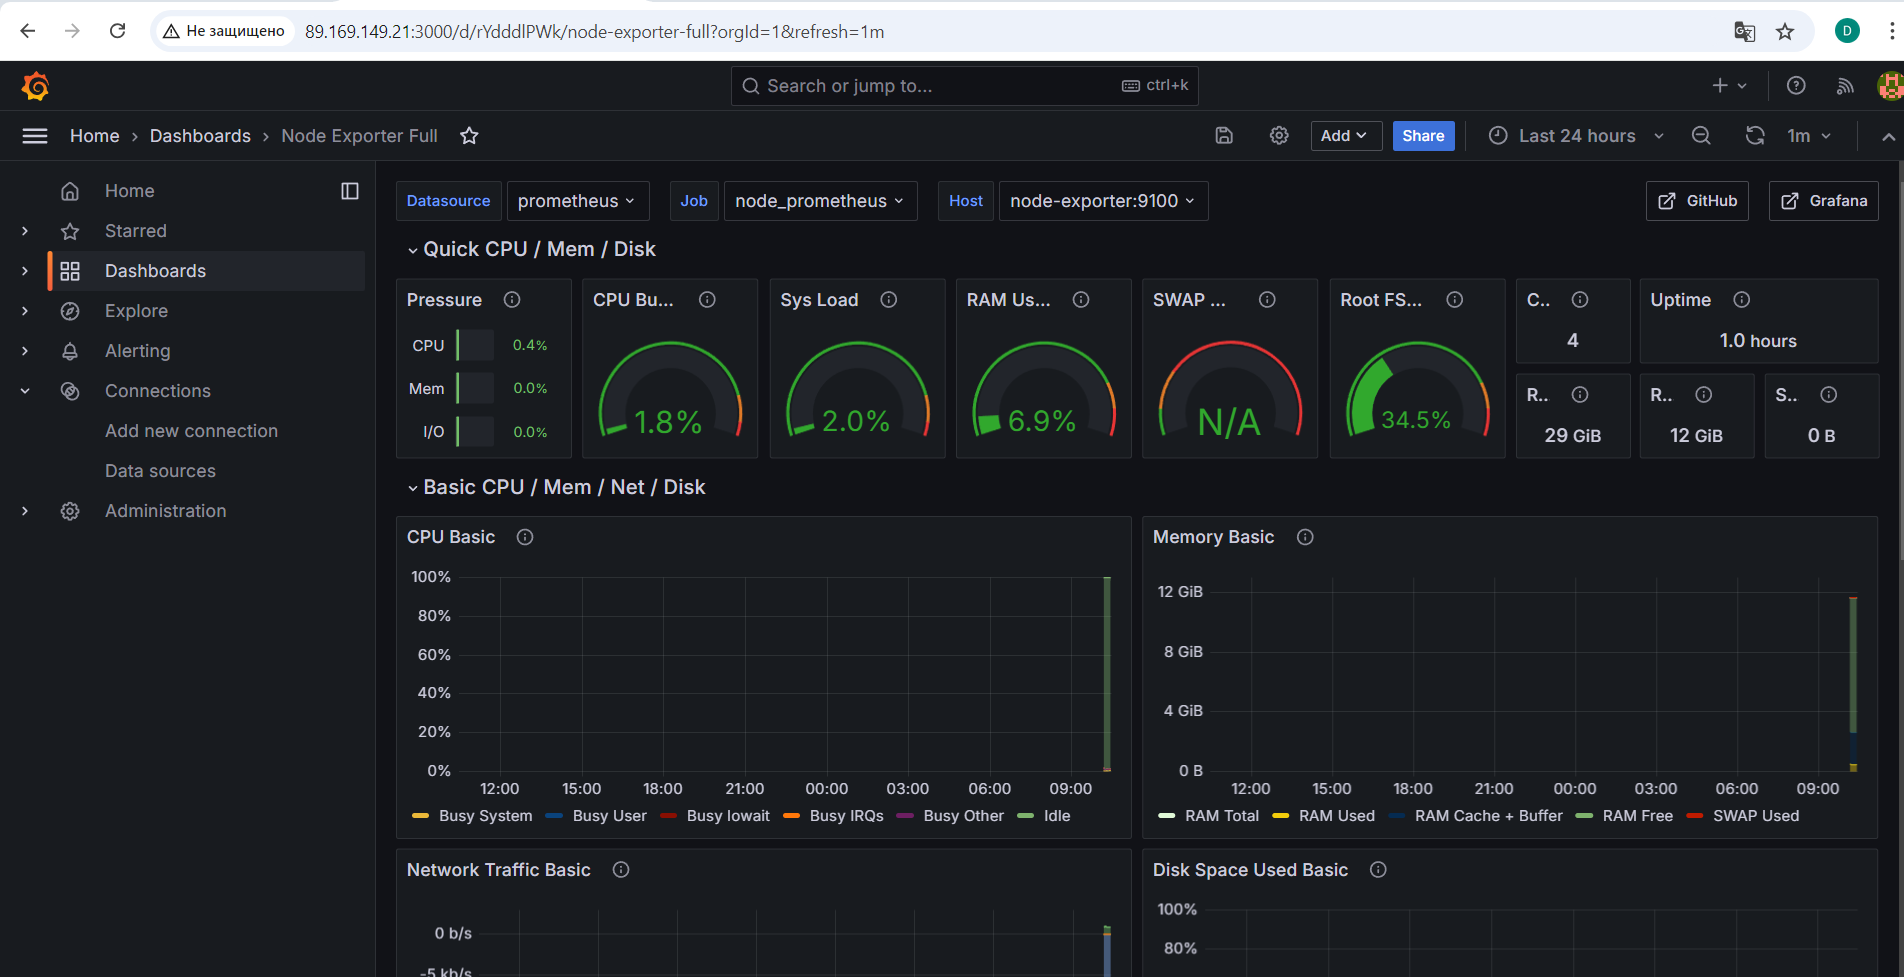 Не защищено
89.169.149.21:3000/d/rYdddlPWk/node-exporter-full?orgId=1&refresh=1m
D
Search or jump to...
ctrl+k
Home › Dashboards › Node Exporter Full
Add
Share
Last 24 hours
1m
Home
Starred
Dashboards
Explore
Alerting
Connections
Add new connection
Data sources
Administration
Datasource prometheus
Job node_prometheus
Host node-exporter:9100
GitHub
Grafana
Quick CPU / Mem / Disk
Pressure
CPU 0.4%
Mem 0.0%
I/O 0.0%
CPU Bu...
1.8%
Sys Load
2.0%
RAM Us...
6.9%
SWAP ...
N/A
Root FS...
34.5%
C..
4
Uptime
1.0 hours
R..
29 GiB
R..
12 GiB
S..
0 B
Basic CPU / Mem / Net / Disk
CPU Basic
100%
80%
60%
40%
20%
0%
12:00 15:00 18:00 21:00 00:00 03:00 06:00 09:00
Busy System Busy User Busy Iowait Busy IRQs Busy Other Idle
Memory Basic
12 GiB
8 GiB
4 GiB
0 B
12:00 15:00 18:00 21:00 00:00 03:00 06:00 09:00
RAM Total RAM Used RAM Cache + Buffer RAM Free SWAP Used
Network Traffic Basic
0 b/s
-5 kb/s
Disk Space Used Basic
100%
80%